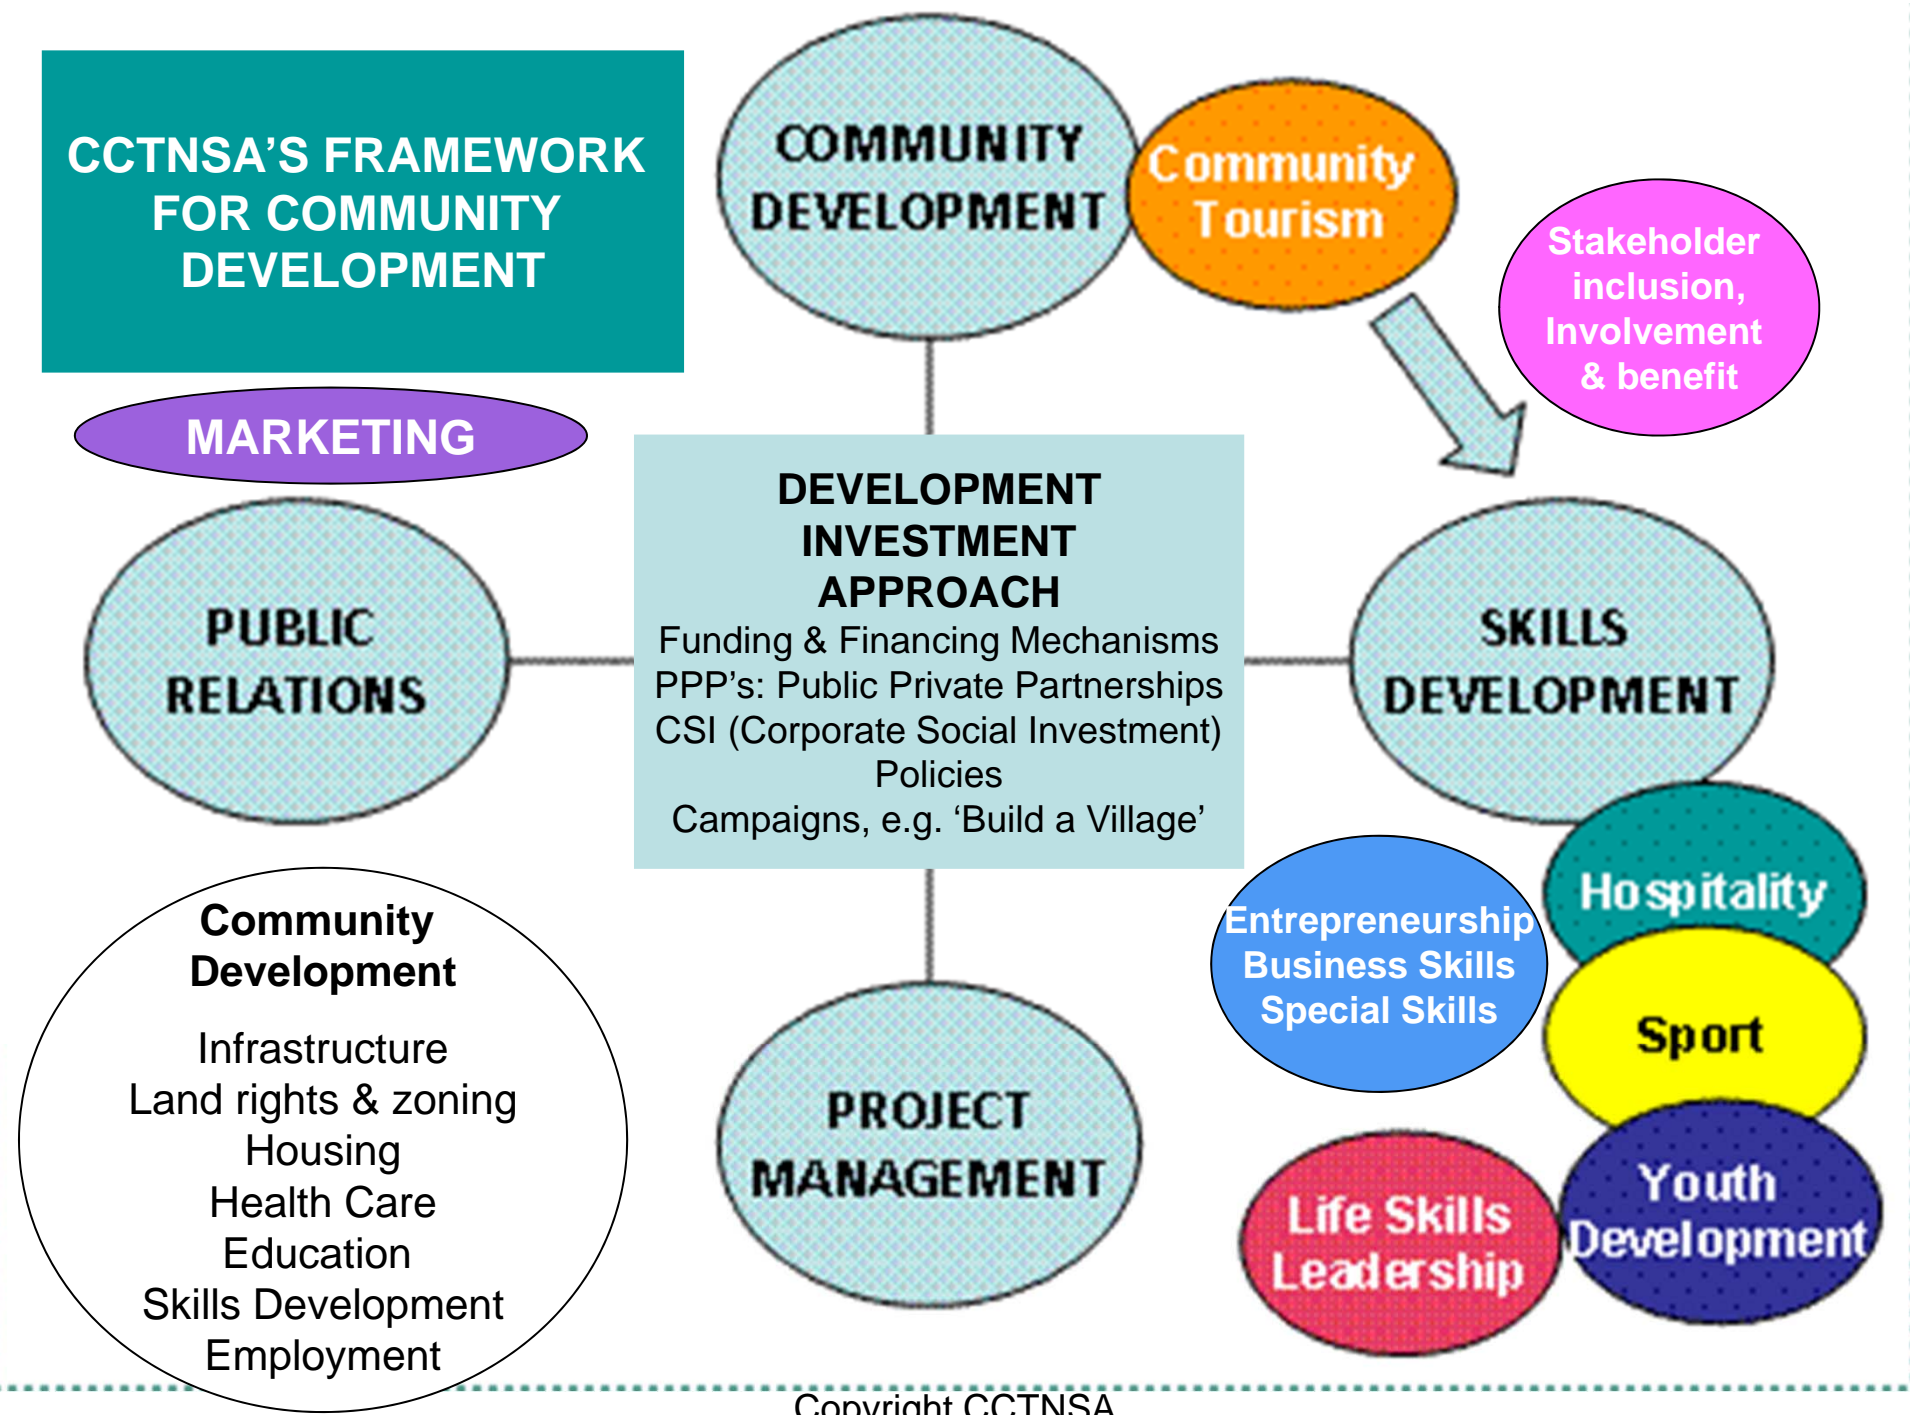 CCTNSA'S FRAMEWORK
FOR COMMUNITY
DEVELOPMENT
COMMUNITY
DEVELOPMENT
Community
Tourism
Stakeholder
inclusion,
Involvement
& benefit
MARKETING
PUBLIC
RELATIONS
DEVELOPMENT
INVESTMENT
APPROACH
Funding & Financing Mechanisms
PPP's: Public Private Partnerships
CSI (Corporate Social Investment)
Policies
Campaigns, e.g. 'Build a Village'
SKILLS
DEVELOPMENT
Hospitality
Entrepreneurship
Business Skills
Special Skills
Sport
Youth
Development
Life Skills
Leadership
PROJECT
MANAGEMENT
Community
Development
Infrastructure
Land rights & zoning
Housing
Health Care
Education
Skills Development
Employment
Copyright CCTNSA